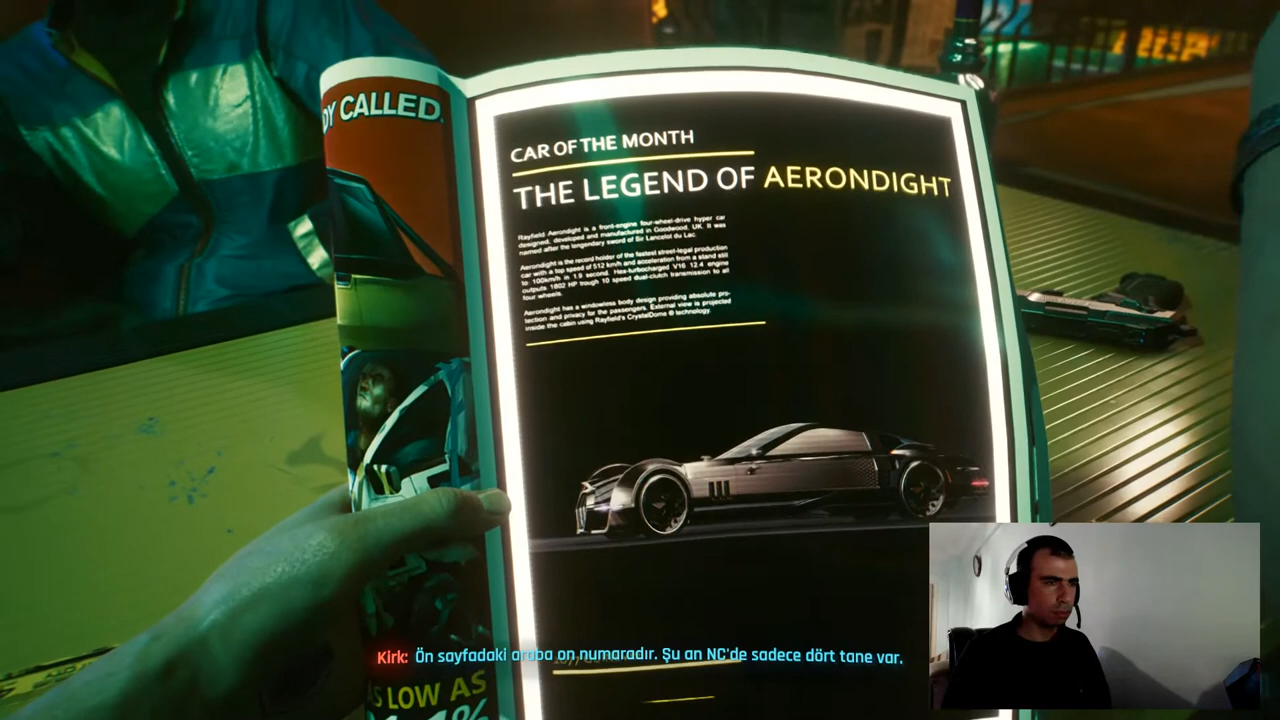 DY CALLED.
CAR OF THE MONTH
THE LEGEND OF AERONDIGHT
Rayfield Aerondight is a front-engine four-wheel-drive hyper car
designed, developed and manufactured in Goodwood, UK. It was
named after the lengendary sword of Sir Lancelot du Lac.
Aerondight is the record holder of the fastest street-legal production
car with a top speed of 512 km/h and acceleration from a stand still
to 100km/h in 1.9 second. Hex-turbocharged V16 12.4 engine
outputs 1802 HP trough 10 speed dual-clutch transmission to all
four wheels.
Aerondight has a windowless body design providing absolute pro-
tection and privacy for the passengers. External view is projected
inside the cabin using Rayfield's CrystalDome ® technology.
Kirk: Ön sayfadaki araba on numaradır. Şu an NC'de sadece dört tane var.
AS LOW AS